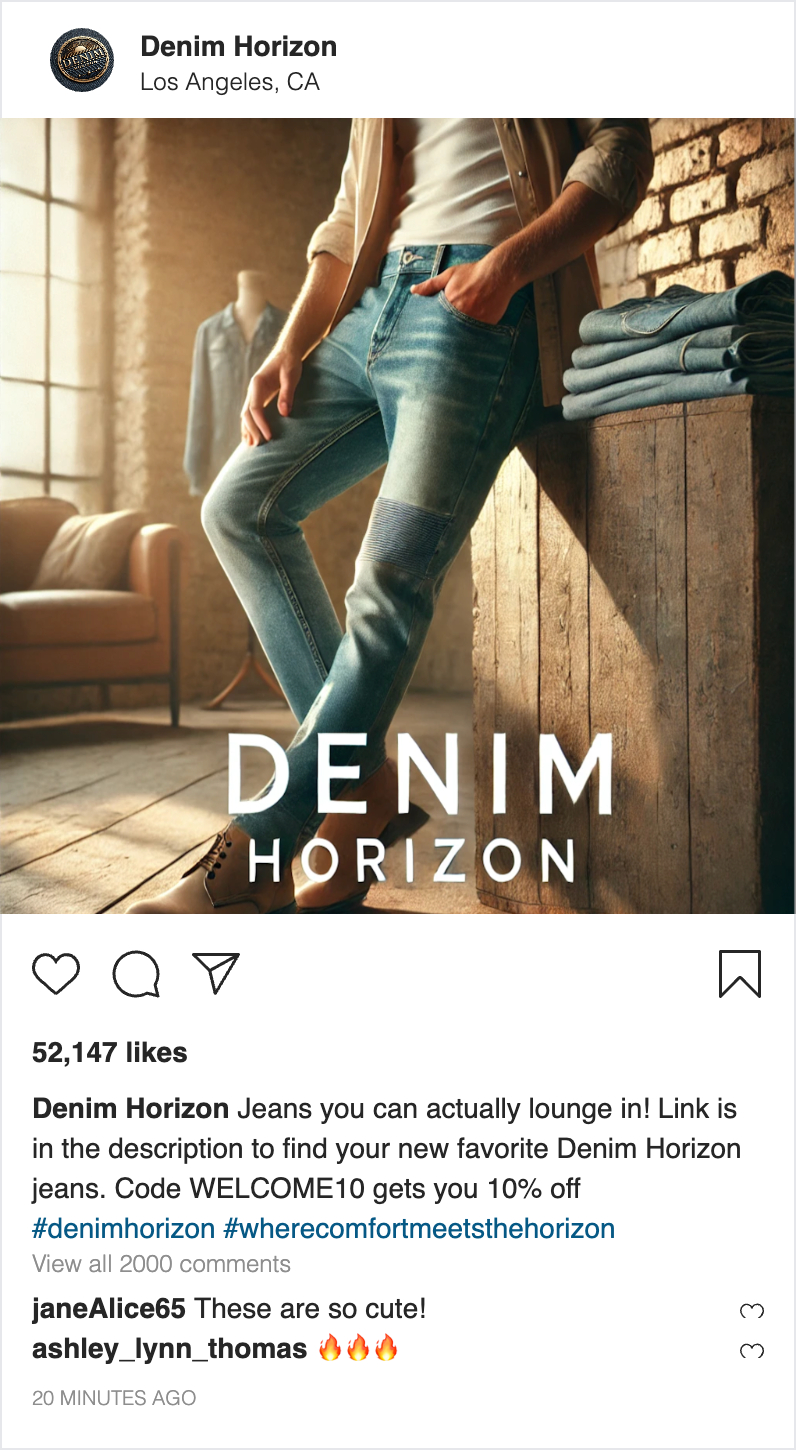 Denim Horizon
Los Angeles, CA
DENIM
HORIZON
52,147 likes
Denim Horizon Jeans you can actually lounge in! Link is
in the description to find your new favorite Denim Horizon
jeans. Code WELCOME10 gets you 10% off
#denimhorizon #wherecomfortmeetsthehorizon
View all 2000 comments
janeAlice65 These are so cute!
ashley_lynn_thomas 🔥🔥🔥
20 MINUTES AGO